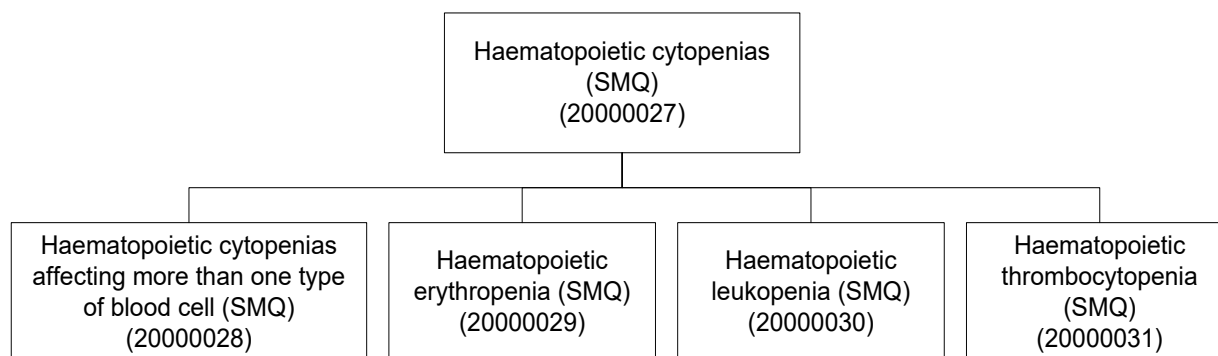 Haematopoietic cytopenias
(SMQ)
(20000027)
Haematopoietic cytopenias
affecting more than one type
of blood cell (SMQ)
(20000028)
Haematopoietic
erythropenia (SMQ)
(20000029)
Haematopoietic
leukopenia (SMQ)
(20000030)
Haematopoietic
thrombocytopenia
(SMQ)
(20000031)